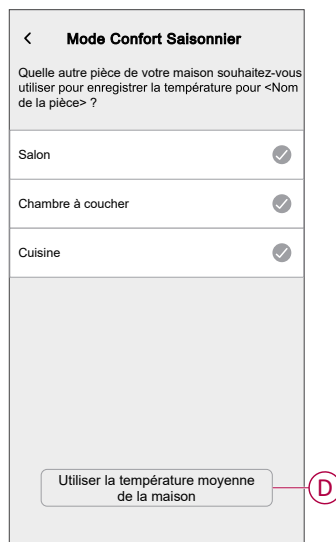 Mode Confort Saisonnier
Quelle autre pièce de votre maison souhaitez-vous
utiliser pour enregistrer la température pour <Nom
de la pièce> ?
Salon
Chambre à coucher
Cuisine
Utiliser la température moyenne
de la maison
D